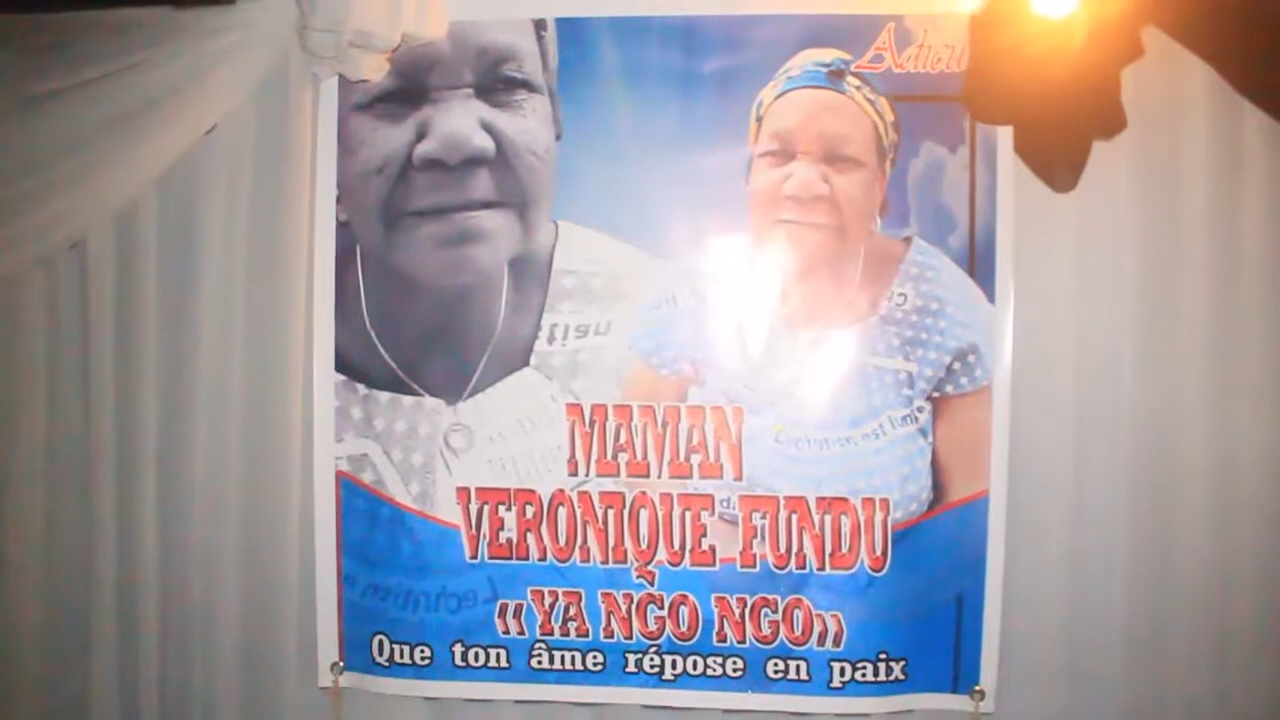 Adieu
MAMAN
VERONIQUE FUNDU
«YA NGO NGO»
Que ton âme répose en paix